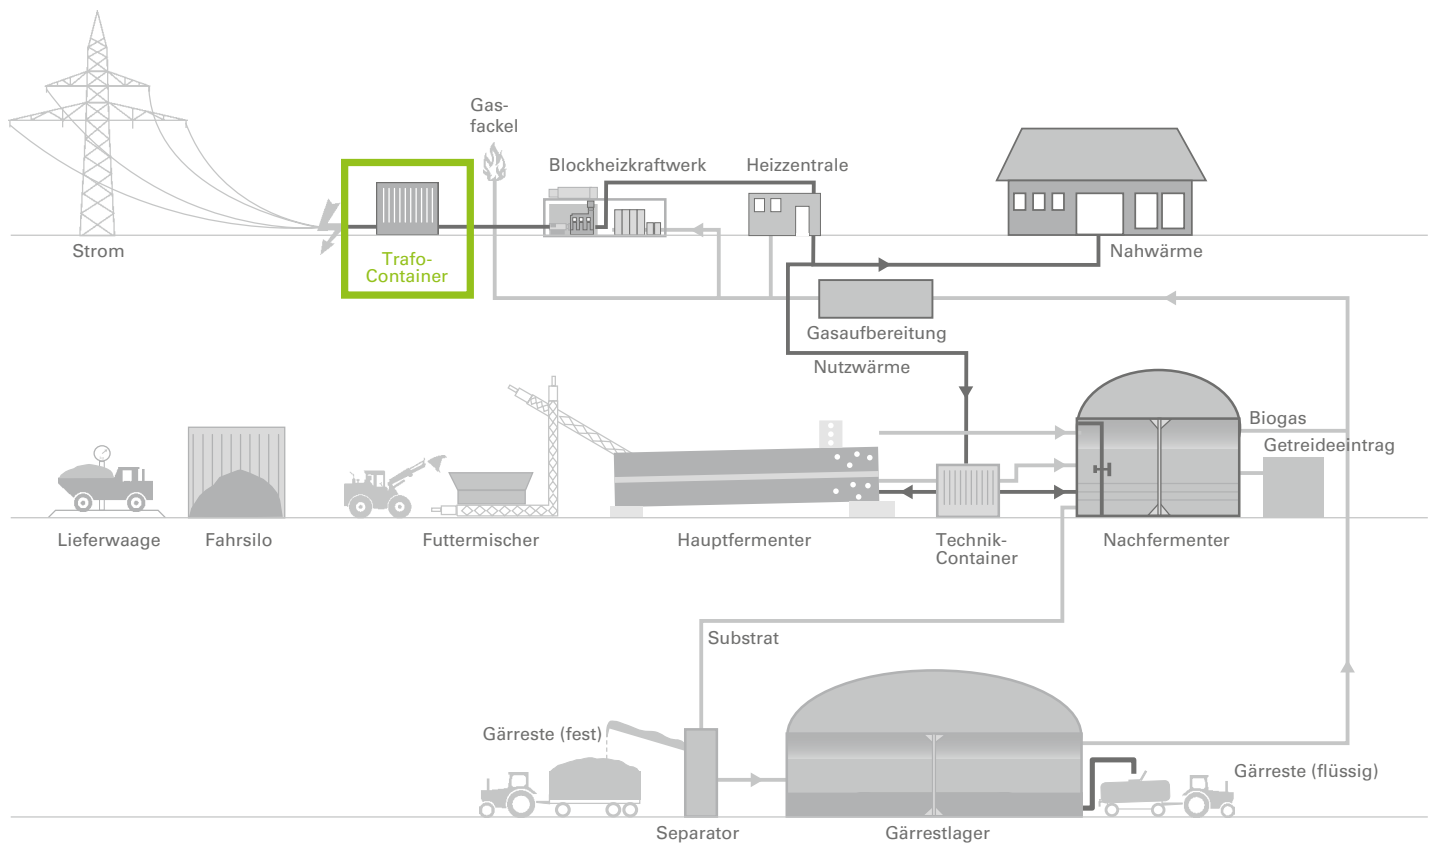 Gas-
fackel
Blockheizkraftwerk
Heizzentrale
Strom
Trafo-
Container
Nahwärme
Gasaufbereitung
Nutzwärme
Biogas
Getreideeintrag
Lieferwaage
Fahrsilo
Futtermischer
Hauptfermenter
Technik-
Container
Nachfermenter
Substrat
Gärreste (fest)
Gärreste (flüssig)
Separator
Gärrestlager